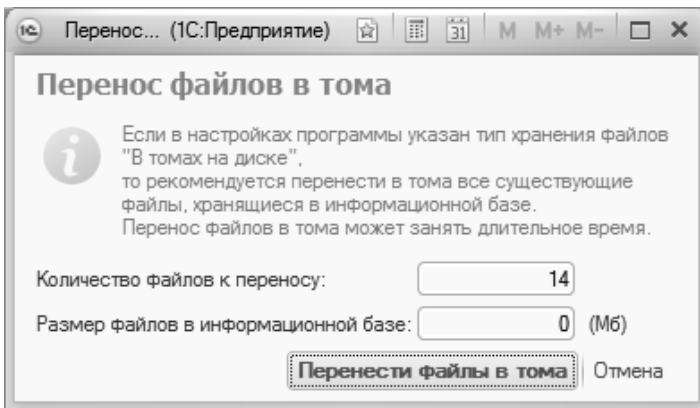 1С Перенос... (1С:Предприятие) 31 M M+ M-
Перенос файлов в тома
i Если в настройках программы указан тип хранения файлов
"В томах на диске",
то рекомендуется перенести в тома все существующие
файлы, хранящиеся в информационной базе.
Перенос файлов в тома может занять длительное время.
Количество файлов к переносу: 14
Размер файлов в информационной базе: 0 (Мб)
Перенести файлы в тома Отмена